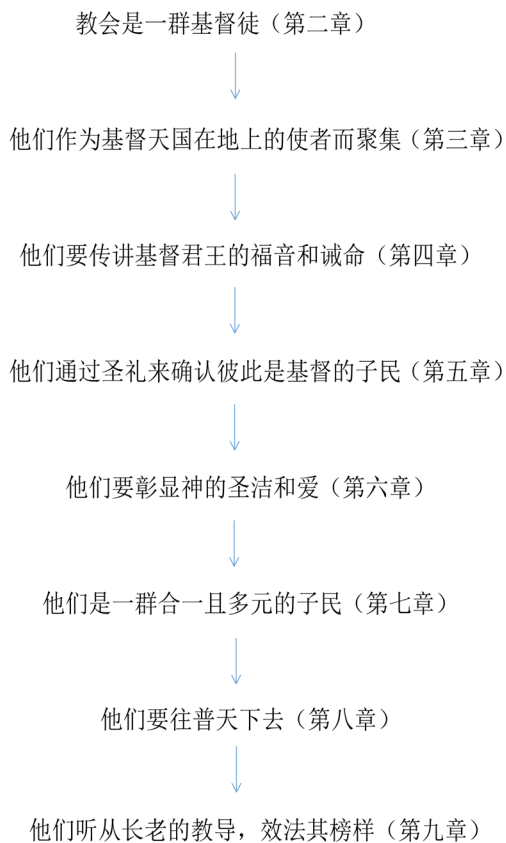 教会是一群基督徒（第二章）
他们作为基督天国在地上的使者而聚集（第三章）
他们要传讲基督君王的福音和诫命（第四章）
他们通过圣礼来确认彼此是基督的子民（第五章）
他们要彰显神的圣洁和爱（第六章）
他们是一群合一且多元的子民（第七章）
他们要往普天下去（第八章）
他们听从长老的教导，效法其榜样（第九章）